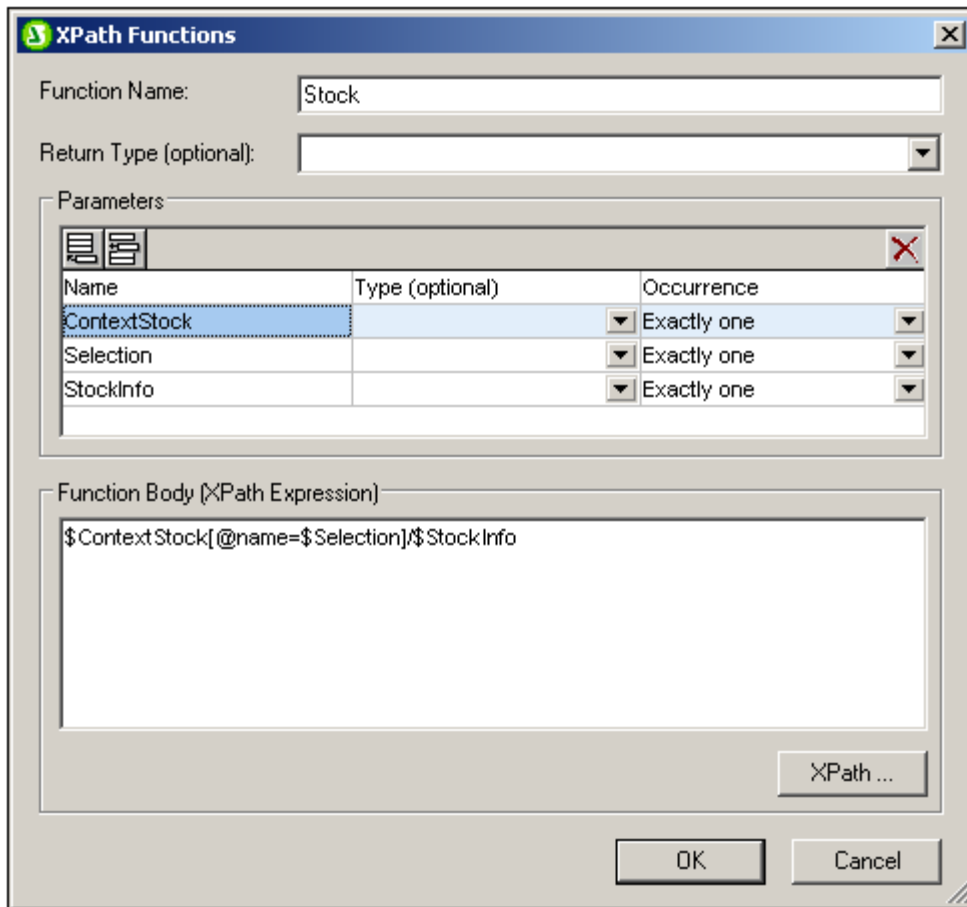 XPath Functions
Function Name: Stock
Return Type (optional):
Parameters
Name Type (optional) Occurrence
ContextStock Exactly one
Selection Exactly one
StockInfo Exactly one
Function Body (XPath Expression)
$ContextStock[@name=$Selection]/$StockInfo
XPath ...
OK Cancel